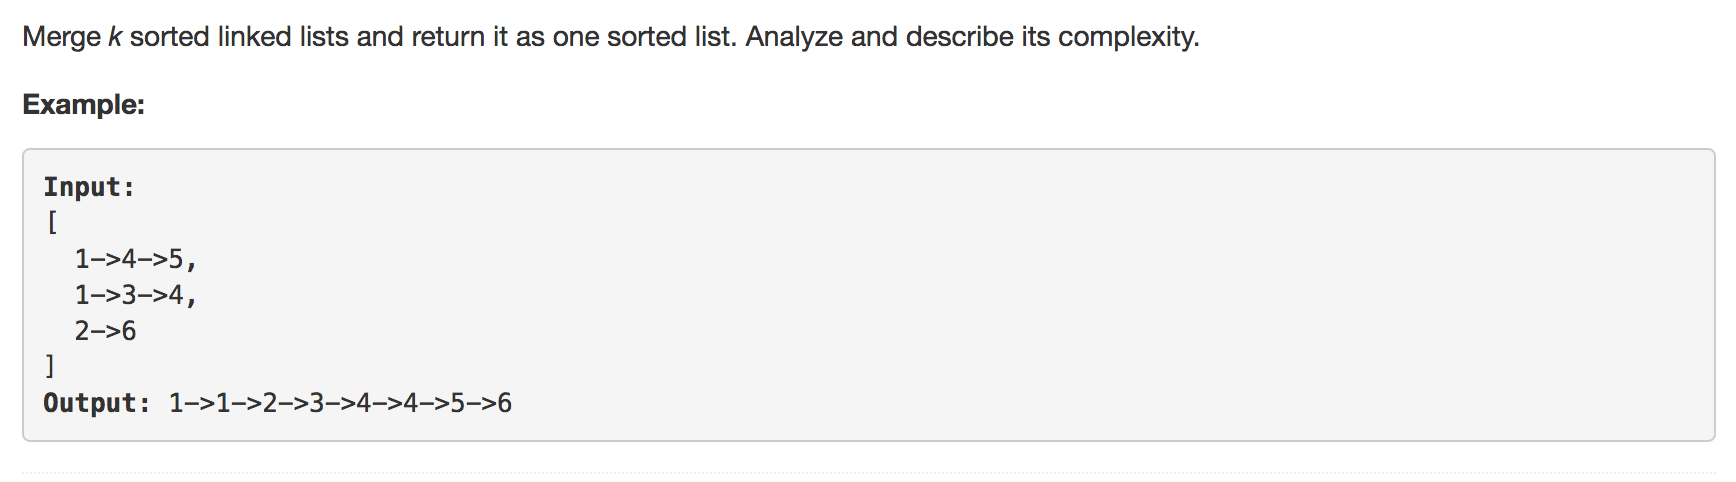 Merge k sorted linked lists and return it as one sorted list. Analyze and describe its complexity.
Example:
Input:
[
  1->4->5,
  1->3->4,
  2->6
]
Output: 1->1->2->3->4->4->5->6